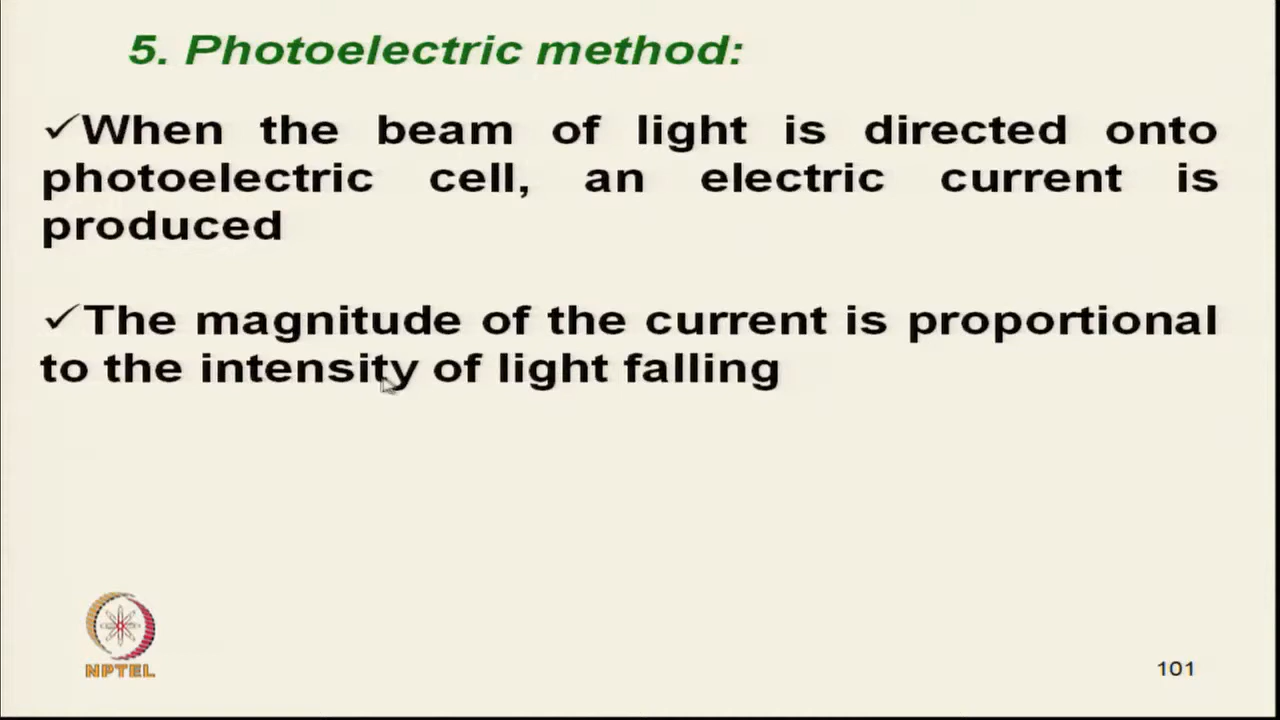 5. Photoelectric method:
✓When the beam of light is directed onto
photoelectric cell, an electric current is
produced
✓The magnitude of the current is proportional
to the intensity of light falling
NPTEL
101